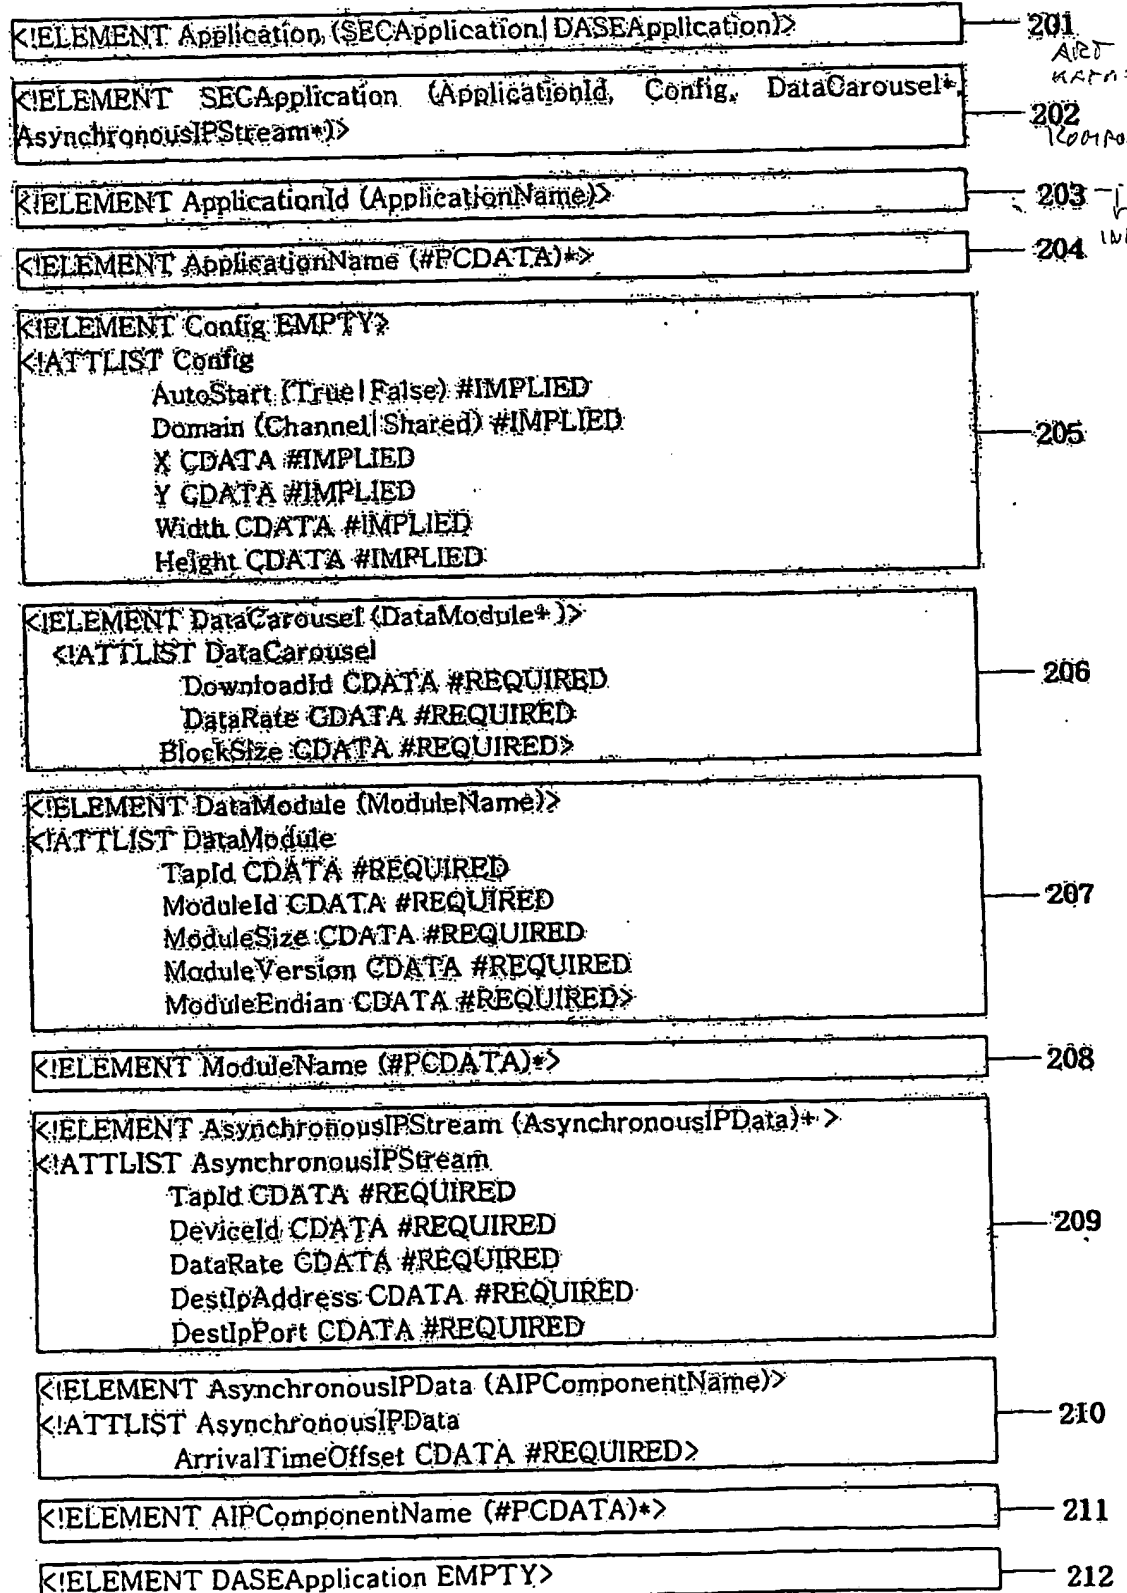 <!ELEMENT Application (SECApplication| DASEApplication)> 201
<!ELEMENT SECApplication (ApplicationId, Config, DataCarousel*,
AsynchronousIPStream*)> 202
<!ELEMENT ApplicationId (ApplicationName)> 203
<!ELEMENT ApplicationName (#PCDATA)*> 204
<!ELEMENT Config EMPTY>
<!ATTLIST Config
AutoStart (True|False) #IMPLIED
Domain (Channel|Shared) #IMPLIED
X CDATA #IMPLIED
205
Y CDATA #IMPLIED
Width CDATA #IMPLIED
Height CDATA #IMPLIED
<!ELEMENT DataCarousel (DataModule+)>
<!ATTLIST DataCarousel
206
DownloadId CDATA #REQUIRED
DataRate CDATA #REQUIRED
BlockSize CDATA #REQUIRED>
<!ELEMENT DataModule (ModuleName)>
<!ATTLIST DataModule
TapId CDATA #REQUIRED
ModuleId CDATA #REQUIRED
207
ModuleSize CDATA #REQUIRED
ModuleVersion CDATA #REQUIRED
ModuleEndian CDATA #REQUIRED>
<!ELEMENT ModuleName (#PCDATA)*> 208
<!ELEMENT AsynchronousIPStream (AsynchronousIPData)+ >
<!ATTLIST AsynchronousIPStream
TapId CDATA #REQUIRED
DeviceId CDATA #REQUIRED
209
DataRate CDATA #REQUIRED
DestIpAddress CDATA #REQUIRED
DestIpPort CDATA #REQUIRED
<!ELEMENT AsynchronousIPData (AIPComponentName)>
<!ATTLIST AsynchronousIPData
210
ArrivalTimeOffset CDATA #REQUIRED>
<!ELEMENT AIPComponentName (#PCDATA)*> 211
<!ELEMENT DASEApplication EMPTY> 212